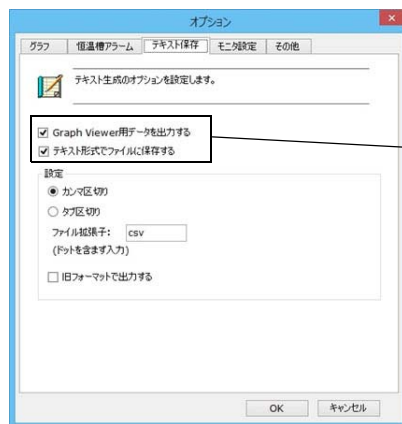 オプション
グラフ 恒温槽アラーム テキスト保存 モニタ設定 その他
テキスト生成のオプションを設定します。
Graph Viewer用データを出力する
テキスト形式でファイルに保存する
設定
カンマ区切り
タブ区切り
ファイル拡張子： csv
(ドットを含まず入力)
旧フォーマットで出力する
OK キャンセル